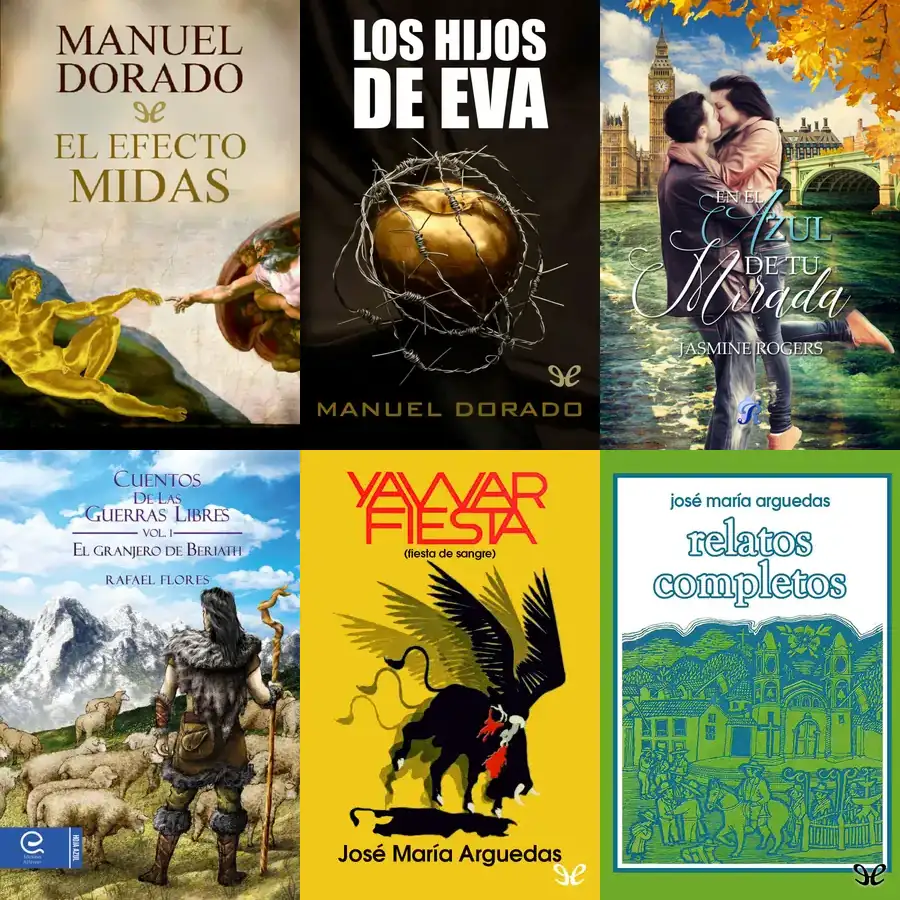 MANUEL
DORADO
EL EFECTO
MIDAS
LOS HIJOS
DE EVA
MANUEL DORADO
EN EL
AZUL
DE TU
Mirada
JASMINE ROGERS
CUENTOS
DE LAS
GUERRAS LIBRES
VOL. I
EL GRANJERO DE BERIATH
RAFAEL FLORES
HOJA AZUL
YAWAR
FIESTA
(fiesta de sangre)
José María Arguedas
josé maría arguedas
relatos
completos